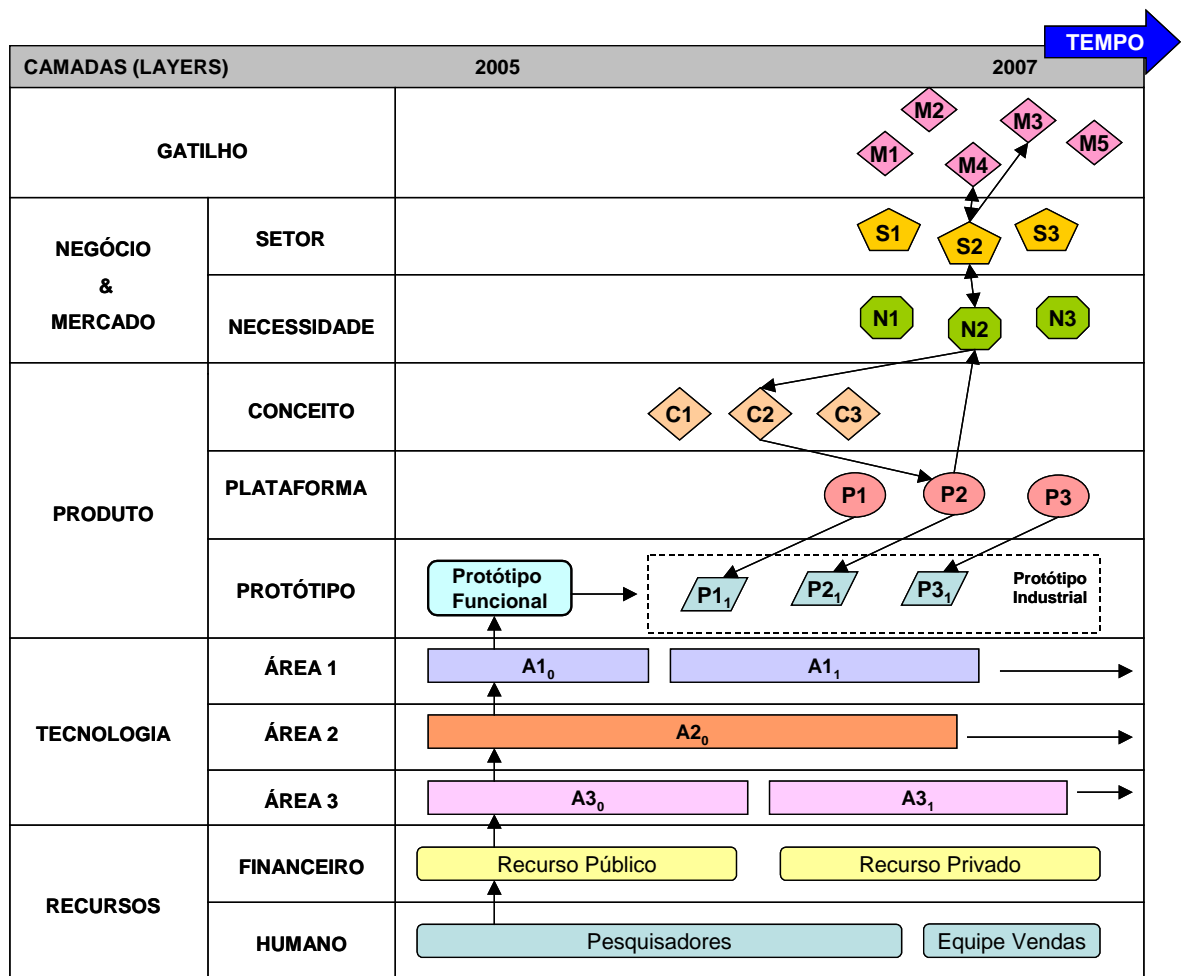 TEMPO
CAMADAS (LAYERS) 2005 2007
GATILHO
M1
M2
M3
M4
M5
NEGÓCIO
&
MERCADO
SETOR
S1
S2
S3
NECESSIDADE
N1
N2
N3
PRODUTO
CONCEITO
C1
C2
C3
PLATAFORMA
P1
P2
P3
PROTÓTIPO
Protótipo
Funcional
P1₁
P2₁
P3₁
Protótipo
Industrial
TECNOLOGIA
ÁREA 1
A1₀
A1₁
ÁREA 2
A2₀
ÁREA 3
A3₀
A3₁
RECURSOS
FINANCEIRO
Recurso Público
Recurso Privado
HUMANO
Pesquisadores
Equipe Vendas